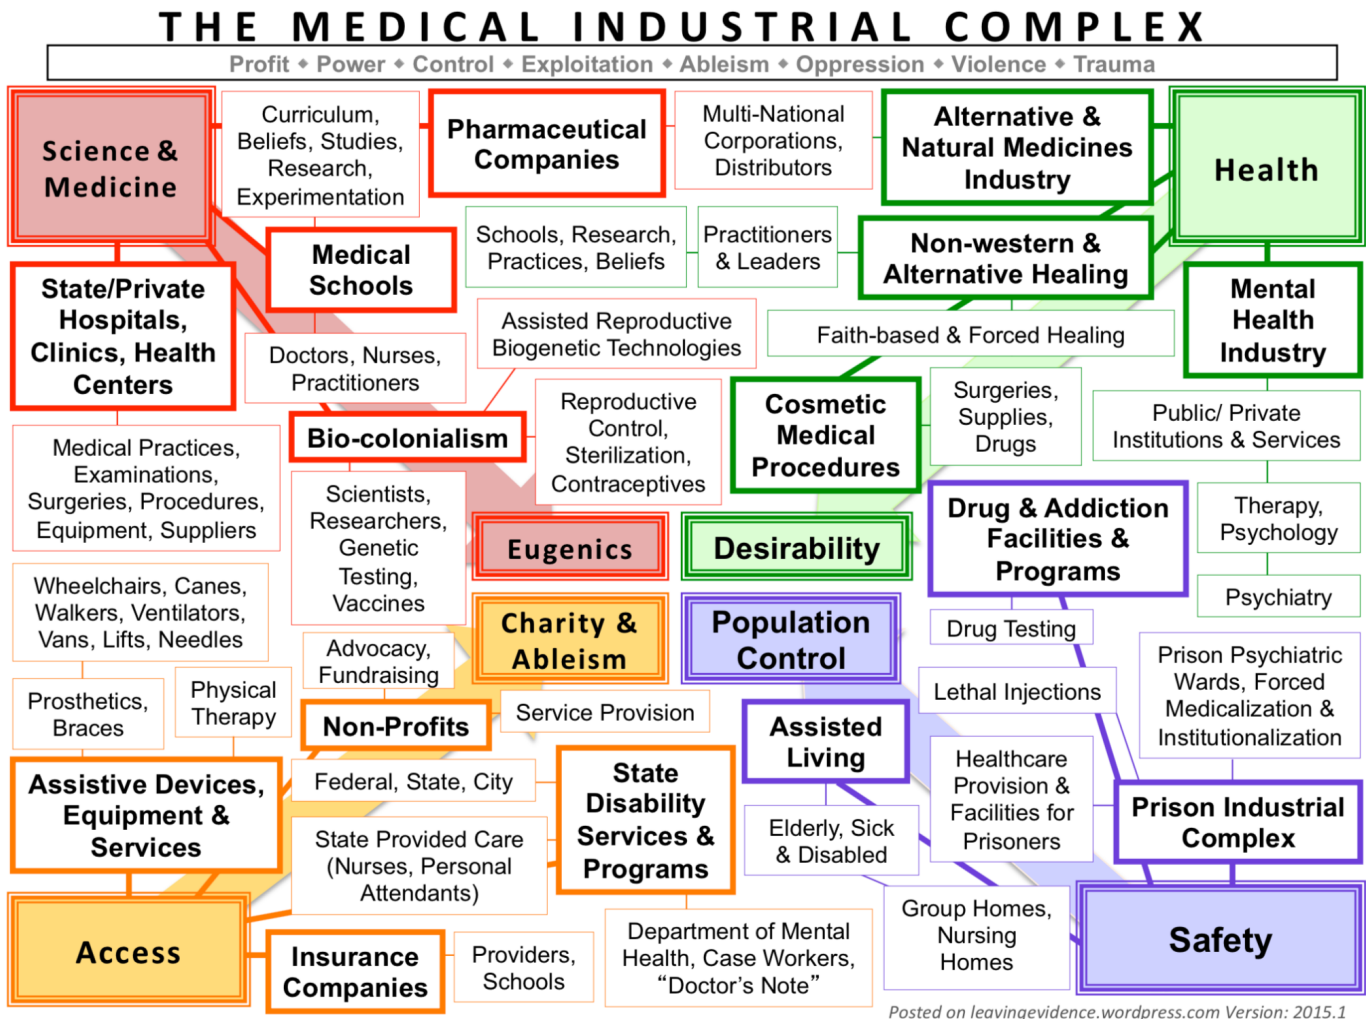 THE MEDICAL INDUSTRIAL COMPLEX
Profit ◆ Power ◆ Control ◆ Exploitation ◆ Ableism ◆ Oppression ◆ Violence ◆ Trauma
Science &
Medicine
Curriculum,
Beliefs, Studies,
Research,
Experimentation
Pharmaceutical
Companies
Multi-National
Corporations,
Distributors
Alternative &
Natural Medicines
Industry
Health
Medical
Schools
Schools, Research,
Practices, Beliefs
Practitioners
& Leaders
Non-western &
Alternative Healing
State/Private
Hospitals,
Clinics, Health
Centers
Mental
Health
Industry
Assisted Reproductive
Biogenetic Technologies
Faith-based & Forced Healing
Doctors, Nurses,
Practitioners
Reproductive
Control,
Sterilization,
Contraceptives
Cosmetic
Medical
Procedures
Surgeries,
Supplies,
Drugs
Public/ Private
Institutions & Services
Bio-colonialism
Medical Practices,
Examinations,
Surgeries, Procedures,
Equipment, Suppliers
Scientists,
Researchers,
Genetic
Testing,
Vaccines
Drug & Addiction
Facilities &
Programs
Therapy,
Psychology
Eugenics
Desirability
Psychiatry
Wheelchairs, Canes,
Walkers, Ventilators,
Vans, Lifts, Needles
Charity &
Ableism
Population
Control
Drug Testing
Advocacy,
Fundraising
Prison Psychiatric
Wards, Forced
Medicalization &
Institutionalization
Prosthetics,
Braces
Physical
Therapy
Lethal Injections
Non-Profits
Service Provision
Assisted
Living
Assistive Devices,
Equipment &
Services
Federal, State, City
State
Disability
Services &
Programs
Healthcare
Provision &
Facilities for
Prisoners
Prison Industrial
Complex
State Provided Care
(Nurses, Personal
Attendants)
Elderly, Sick
& Disabled
Access
Insurance
Companies
Providers,
Schools
Department of Mental
Health, Case Workers,
“Doctor’s Note”
Group Homes,
Nursing
Homes
Safety
Posted on leavingevidence.wordpress.com Version: 2015.1